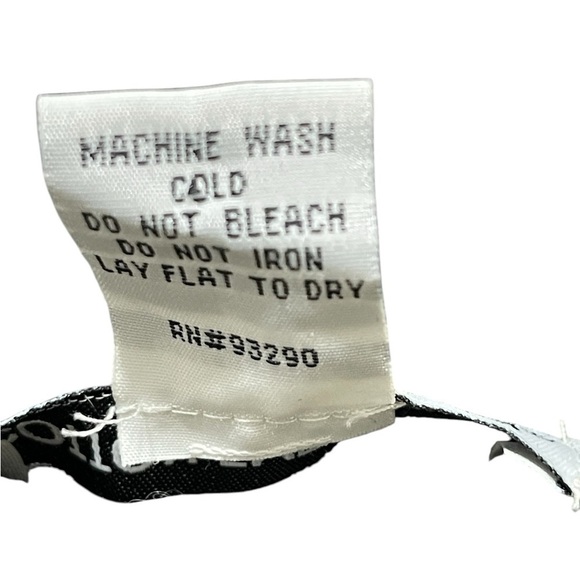 MACHINE WASH
COLD
DO NOT BLEACH
DO NOT IRON
LAY FLAT TO DRY
RN#93290